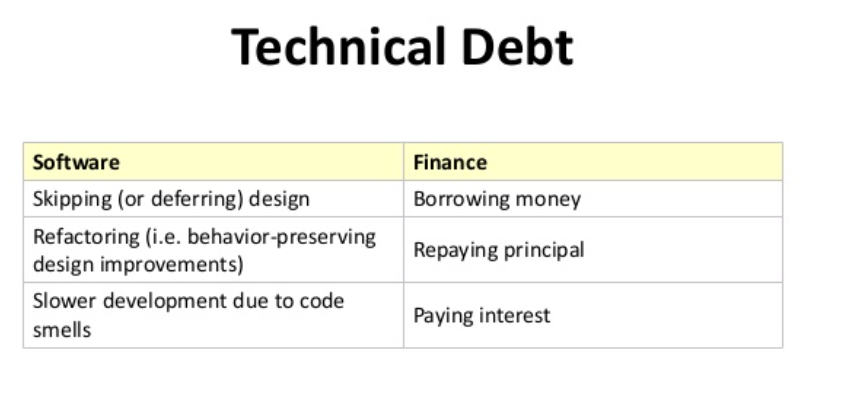 Technical Debt
Software
Finance
Skipping (or deferring) design
Borrowing money
Refactoring (i.e. behavior-preserving
design improvements)
Repaying principal
Slower development due to code
smells
Paying interest